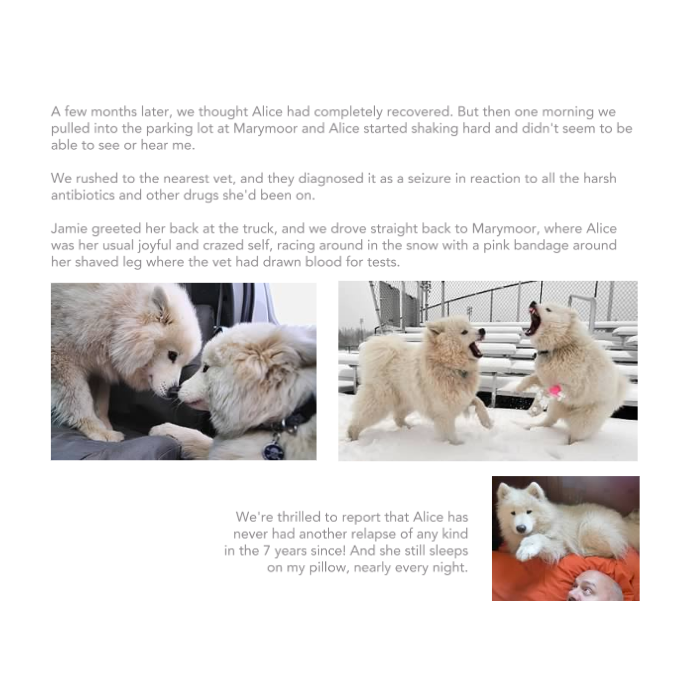 A few months later, we thought Alice had completely recovered. But then one morning we
pulled into the parking lot at Marymoor and Alice started shaking hard and didn't seem to be
able to see or hear me.
We rushed to the nearest vet, and they diagnosed it as a seizure in reaction to all the harsh
antibiotics and other drugs she'd been on.
Jamie greeted her back at the truck, and we drove straight back to Marymoor, where Alice
was her usual joyful and crazed self, racing around in the snow with a pink bandage around
her shaved leg where the vet had drawn blood for tests.
We're thrilled to report that Alice has
never had another relapse of any kind
in the 7 years since! And she still sleeps
on my pillow, nearly every night.